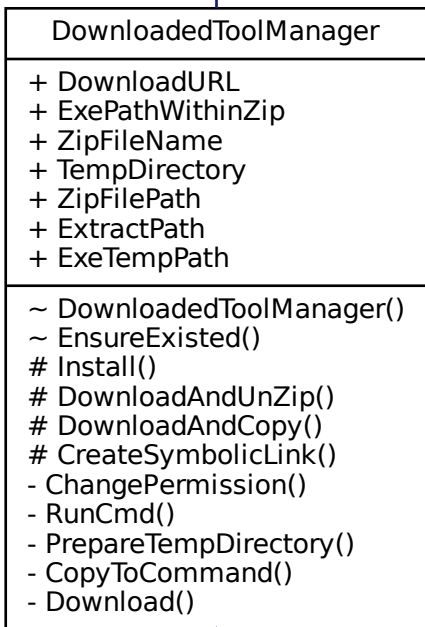 DownloadedToolManager
+ DownloadURL
+ ExePathWithinZip
+ ZipFileName
+ TempDirectory
+ ZipFilePath
+ ExtractPath
+ ExeTempPath
~ DownloadedToolManager()
~ EnsureExisted()
# Install()
# DownloadAndUnZip()
# DownloadAndCopy()
# CreateSymbolicLink()
- ChangePermission()
- RunCmd()
- PrepareTempDirectory()
- CopyToCommand()
- Download()